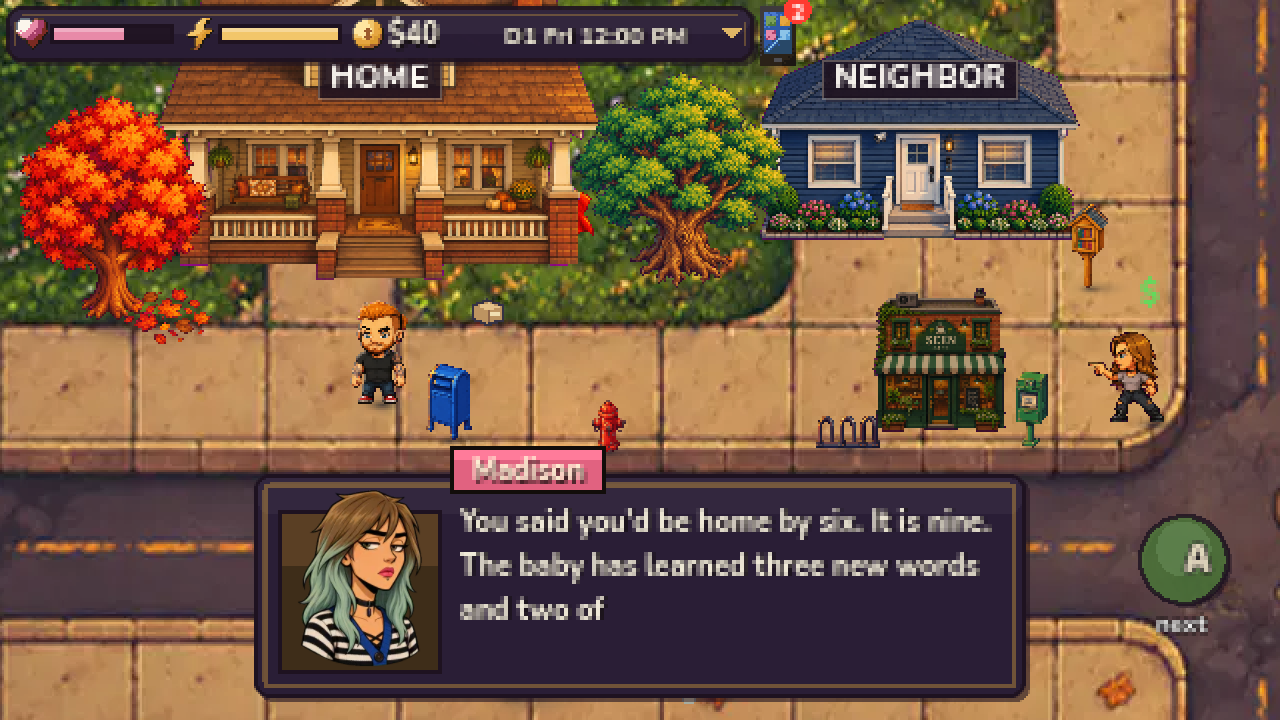 $40
D1 Fri 12:00 PM
2
HOME
NEIGHBOR
$
Madison
You said you'd be home by six. It is nine.
The baby has learned three new words
and two of
A
next